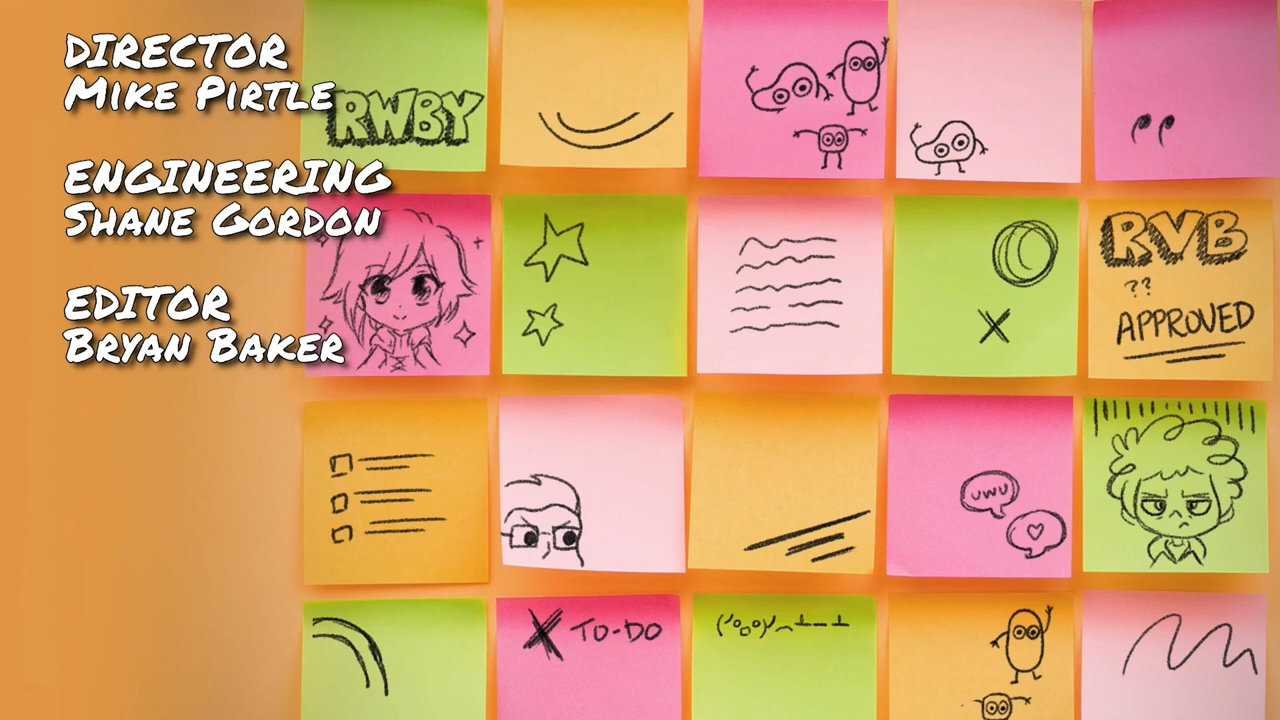 DIRECTOR
MIKE PIRTLE
ENGINEERING
SHANE GORDON
EDITOR
BRYAN BAKER
RWBY
RVB
??
APPROVED
UWU
TO-DO